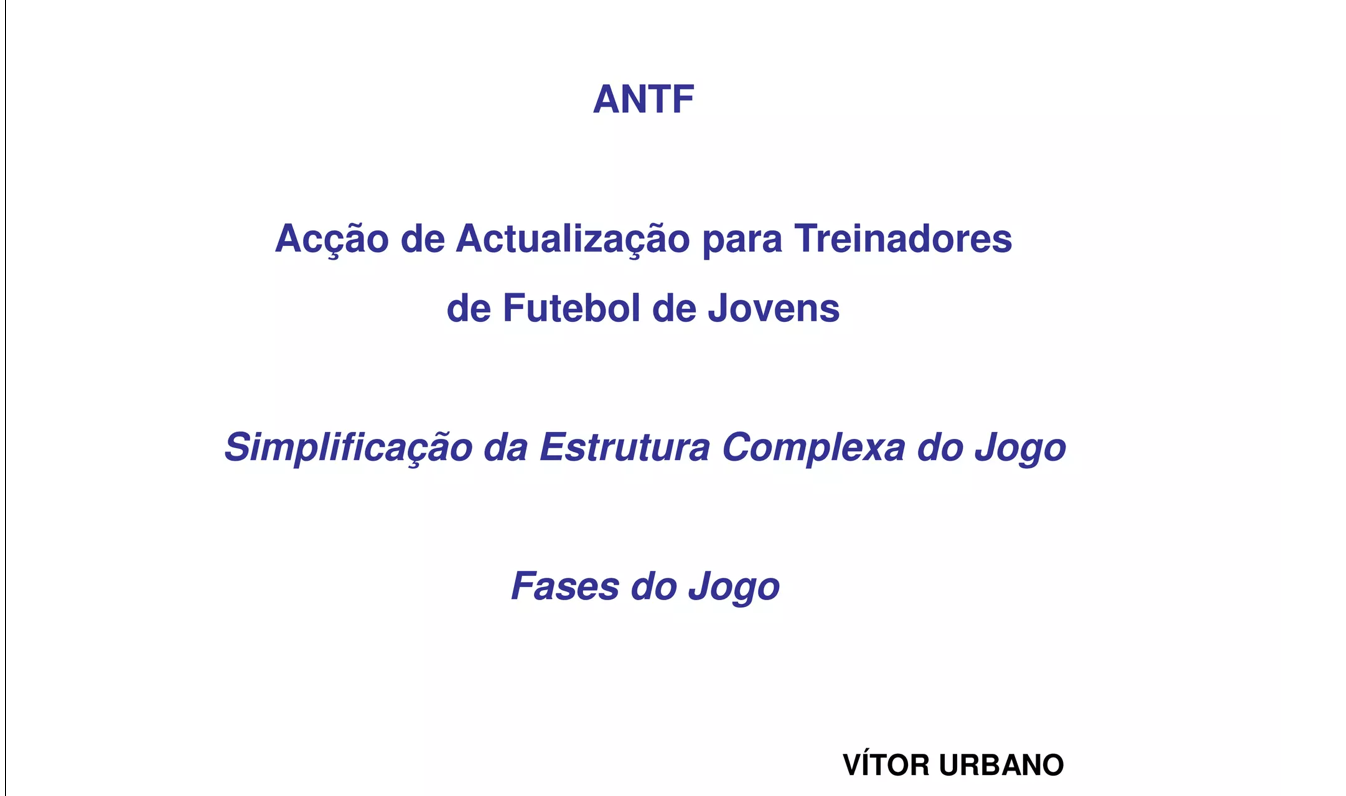 ANTF
Acção de Actualização para Treinadores
de Futebol de Jovens
Simplificação da Estrutura Complexa do Jogo
Fases do Jogo
VÍTOR URBANO